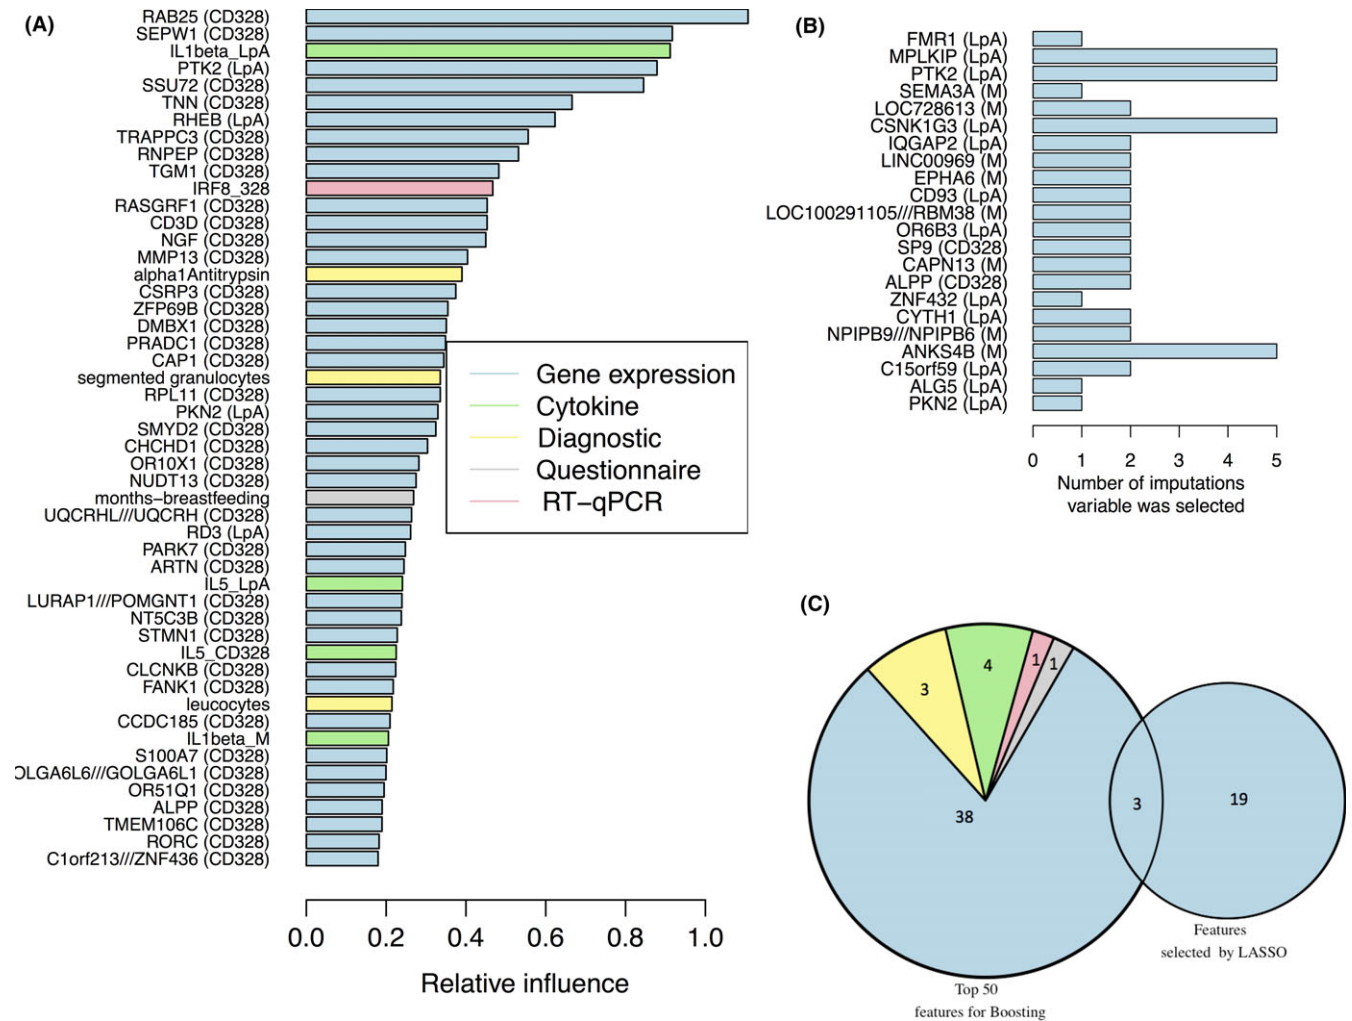 (A)
RAB25 (CD328)
SEPW1 (CD328)
IL1beta_LpA
PTK2 (LpA)
SSU72 (CD328)
TNN (CD328)
RHEB (LpA)
TRAPPC3 (CD328)
RNPEP (CD328)
TGM1 (CD328)
IRF8_328
RASGRF1 (CD328)
CD3D (CD328)
NGF (CD328)
MMP13 (CD328)
alpha1Antitrypsin
CSRP3 (CD328)
ZFP69B (CD328)
DMBX1 (CD328)
PRADC1 (CD328)
CAP1 (CD328)
segmented granulocytes
RPL11 (CD328)
PKN2 (LpA)
SMYD2 (CD328)
CHCHD1 (CD328)
OR10X1 (CD328)
NUDT13 (CD328)
months−breastfeeding
UQCRHL///UQCRH (CD328)
RD3 (LpA)
PARK7 (CD328)
ARTN (CD328)
IL5_LpA
LURAP1///POMGNT1 (CD328)
NT5C3B (CD328)
STMN1 (CD328)
IL5_CD328
CLCNKB (CD328)
FANK1 (CD328)
leucocytes
CCDC185 (CD328)
IL1beta_M
S100A7 (CD328)
OLGA6L6///GOLGA6L1 (CD328)
OR51Q1 (CD328)
ALPP (CD328)
TMEM106C (CD328)
RORC (CD328)
C1orf213///ZNF436 (CD328)
0.0 0.2 0.4 0.6 0.8 1.0
Relative influence
Gene expression
Cytokine
Diagnostic
Questionnaire
RT−qPCR
(B)
FMR1 (LpA)
MPLKIP (LpA)
PTK2 (LpA)
SEMA3A (M)
LOC728613 (M)
CSNK1G3 (LpA)
IQGAP2 (LpA)
LINC00969 (M)
EPHA6 (M)
CD93 (LpA)
LOC100291105///RBM38 (M)
OR6B3 (LpA)
SP9 (CD328)
CAPN13 (M)
ALPP (CD328)
ZNF432 (LpA)
CYTH1 (LpA)
NPIPB9///NPIPB6 (M)
ANKS4B (M)
C15orf59 (LpA)
ALG5 (LpA)
PKN2 (LpA)
0 1 2 3 4 5
Number of imputations
variable was selected
(C)
3 4 1 1
38 3 19
Features
selected by LASSO
Top 50
features for Boosting